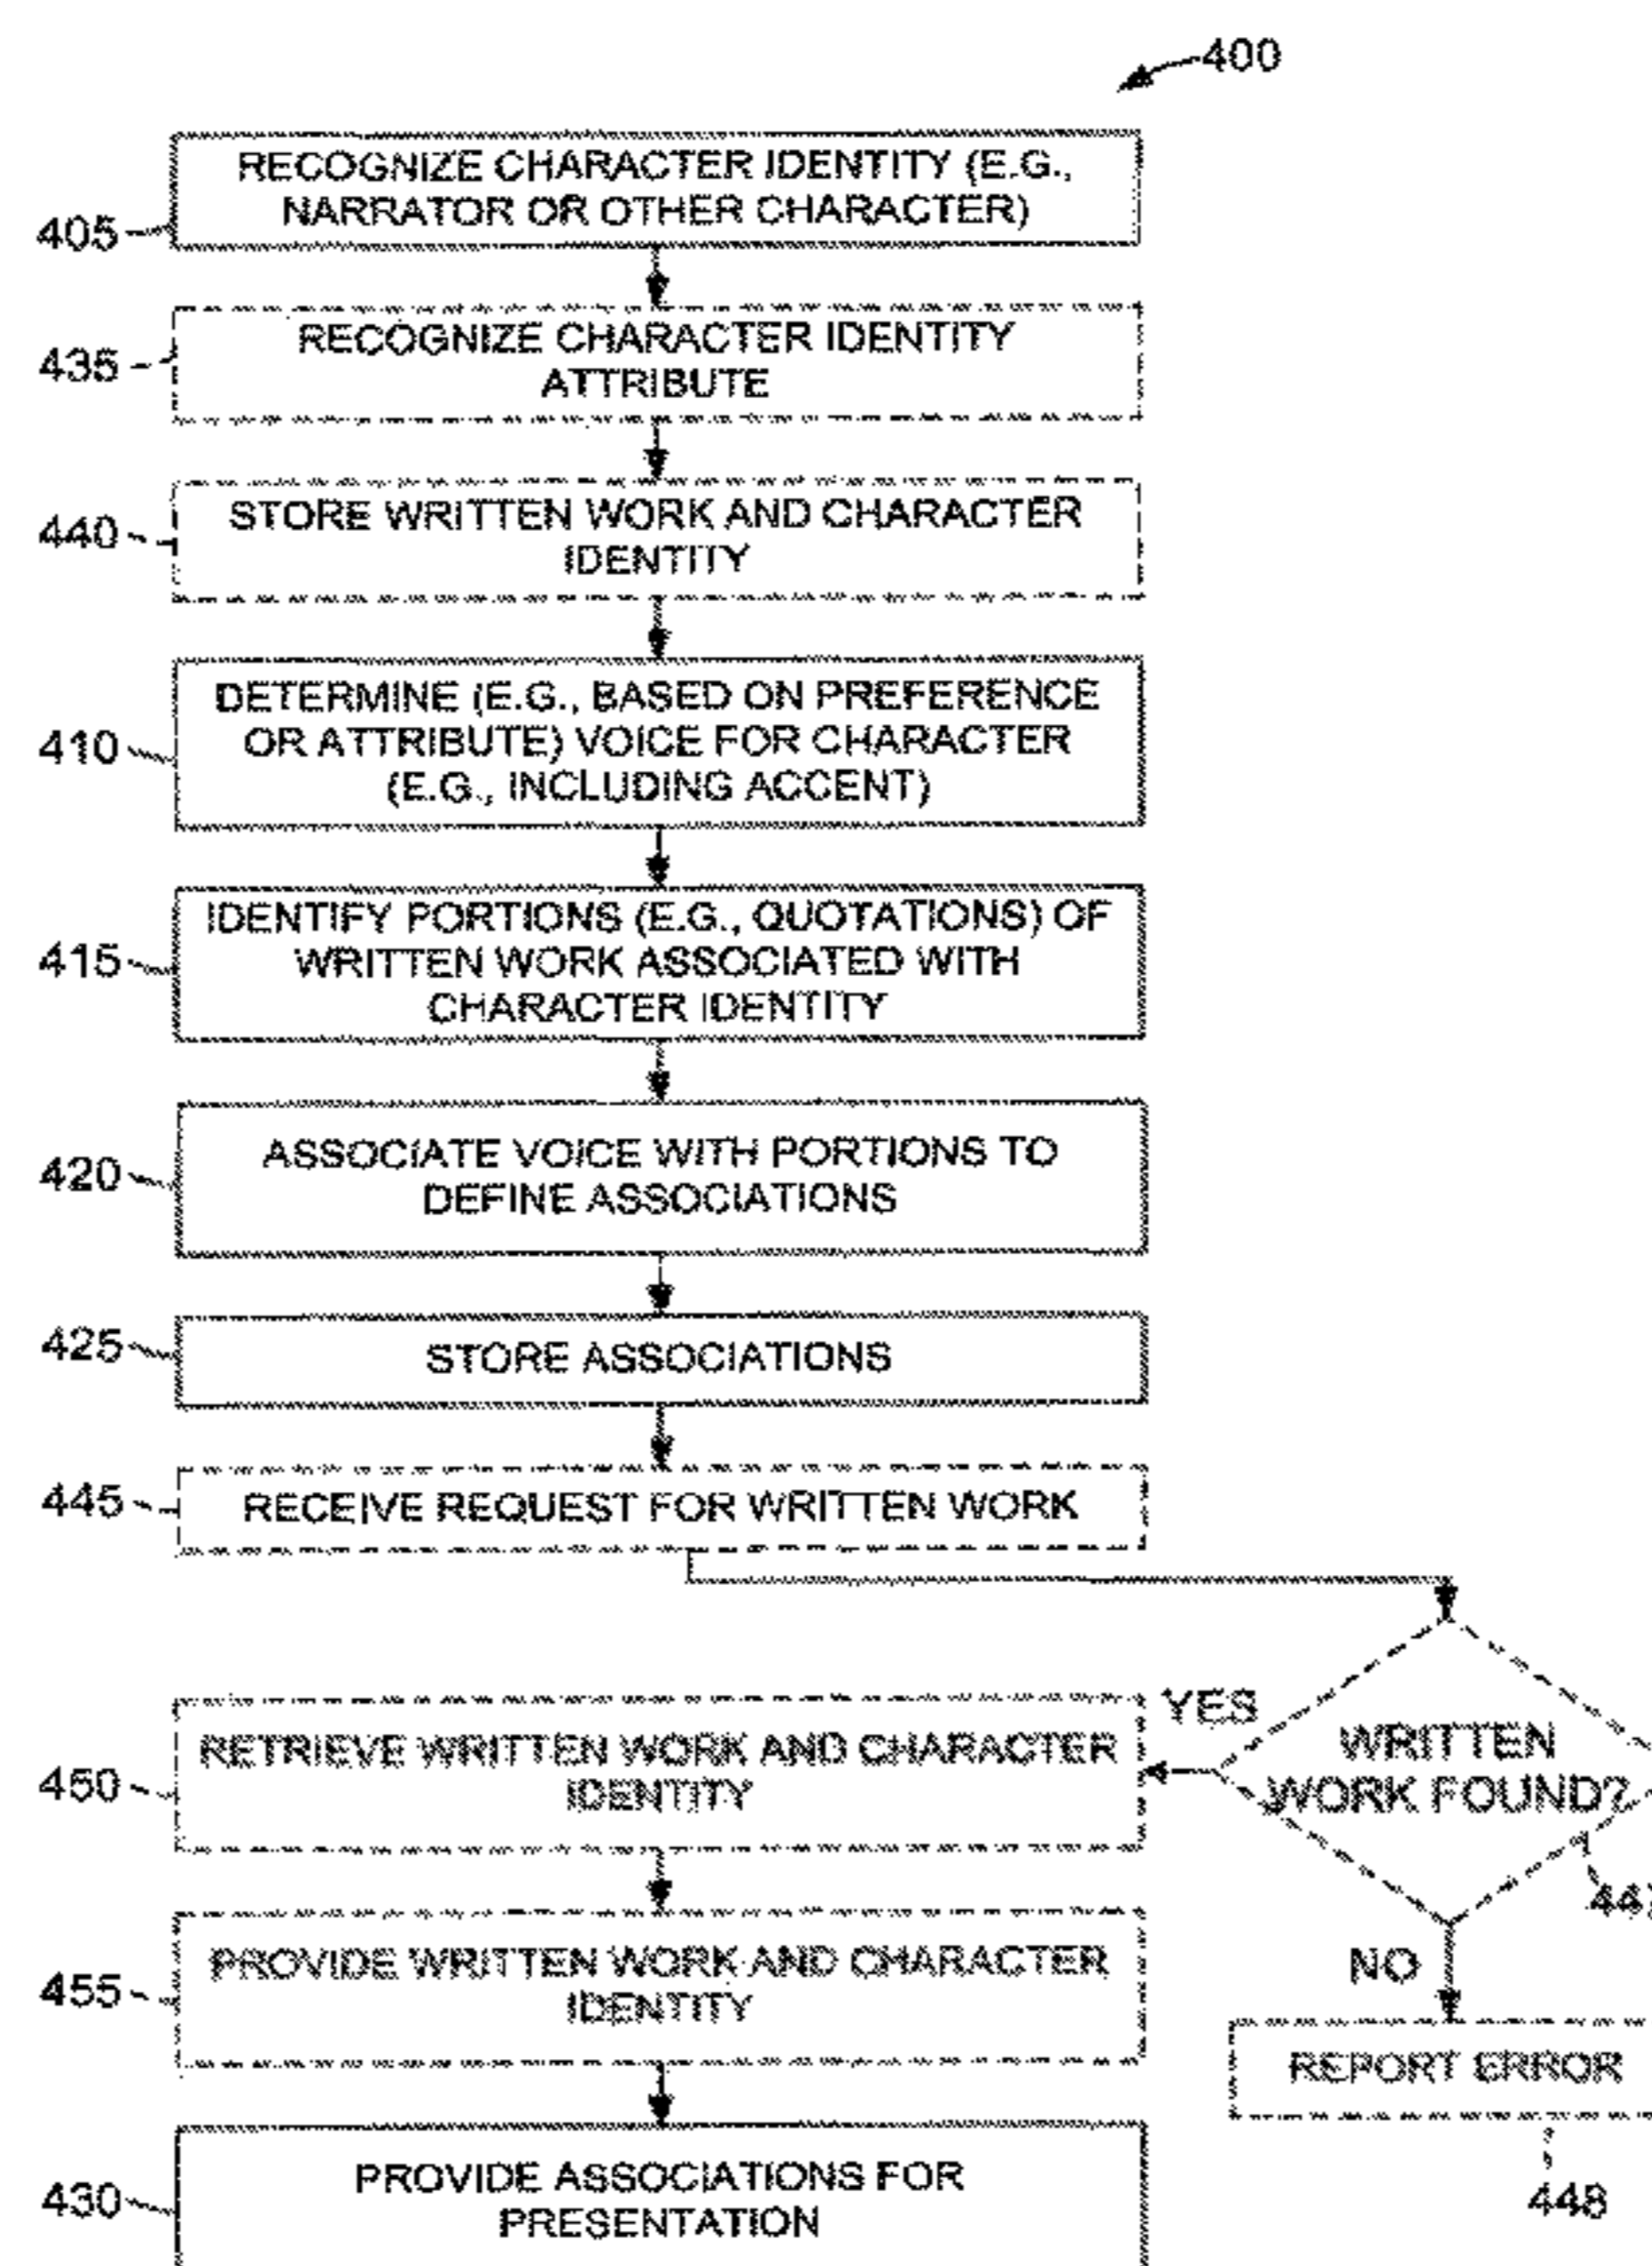 400
RECOGNIZE CHARACTER IDENTITY (E.G.,
NARRATOR OR OTHER CHARACTER)
405
RECOGNIZE CHARACTER IDENTITY
ATTRIBUTE
435
STORE WRITTEN WORK AND CHARACTER
IDENTITY
440
DETERMINE (E.G., BASED ON PREFERENCE
OR ATTRIBUTE) VOICE FOR CHARACTER
(E.G., INCLUDING ACCENT)
410
IDENTIFY PORTIONS (E.G., QUOTATIONS) OF
WRITTEN WORK ASSOCIATED WITH
CHARACTER IDENTITY
415
ASSOCIATE VOICE WITH PORTIONS TO
DEFINE ASSOCIATIONS
420
STORE ASSOCIATIONS
425
RECEIVE REQUEST FOR WRITTEN WORK
445
YES
WRITTEN
WORK FOUND?
RETRIEVE WRITTEN WORK AND CHARACTER
IDENTITY
450
NO
PROVIDE WRITTEN WORK AND CHARACTER
IDENTITY
455
REPORT ERROR
448
PROVIDE ASSOCIATIONS FOR
PRESENTATION
430